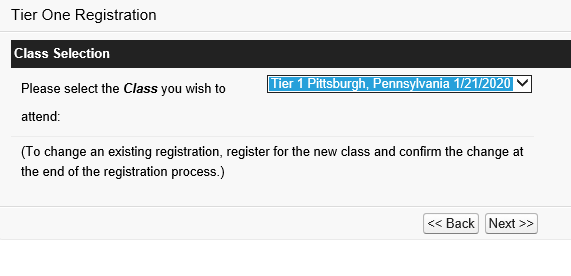 Tier One Registration
Class Selection
Please select the Class you wish to
attend:
Tier 1 Pittsburgh, Pennsylvania 1/21/2020
(To change an existing registration, register for the new class and confirm the change at
the end of the registration process.)
<< Back Next >>